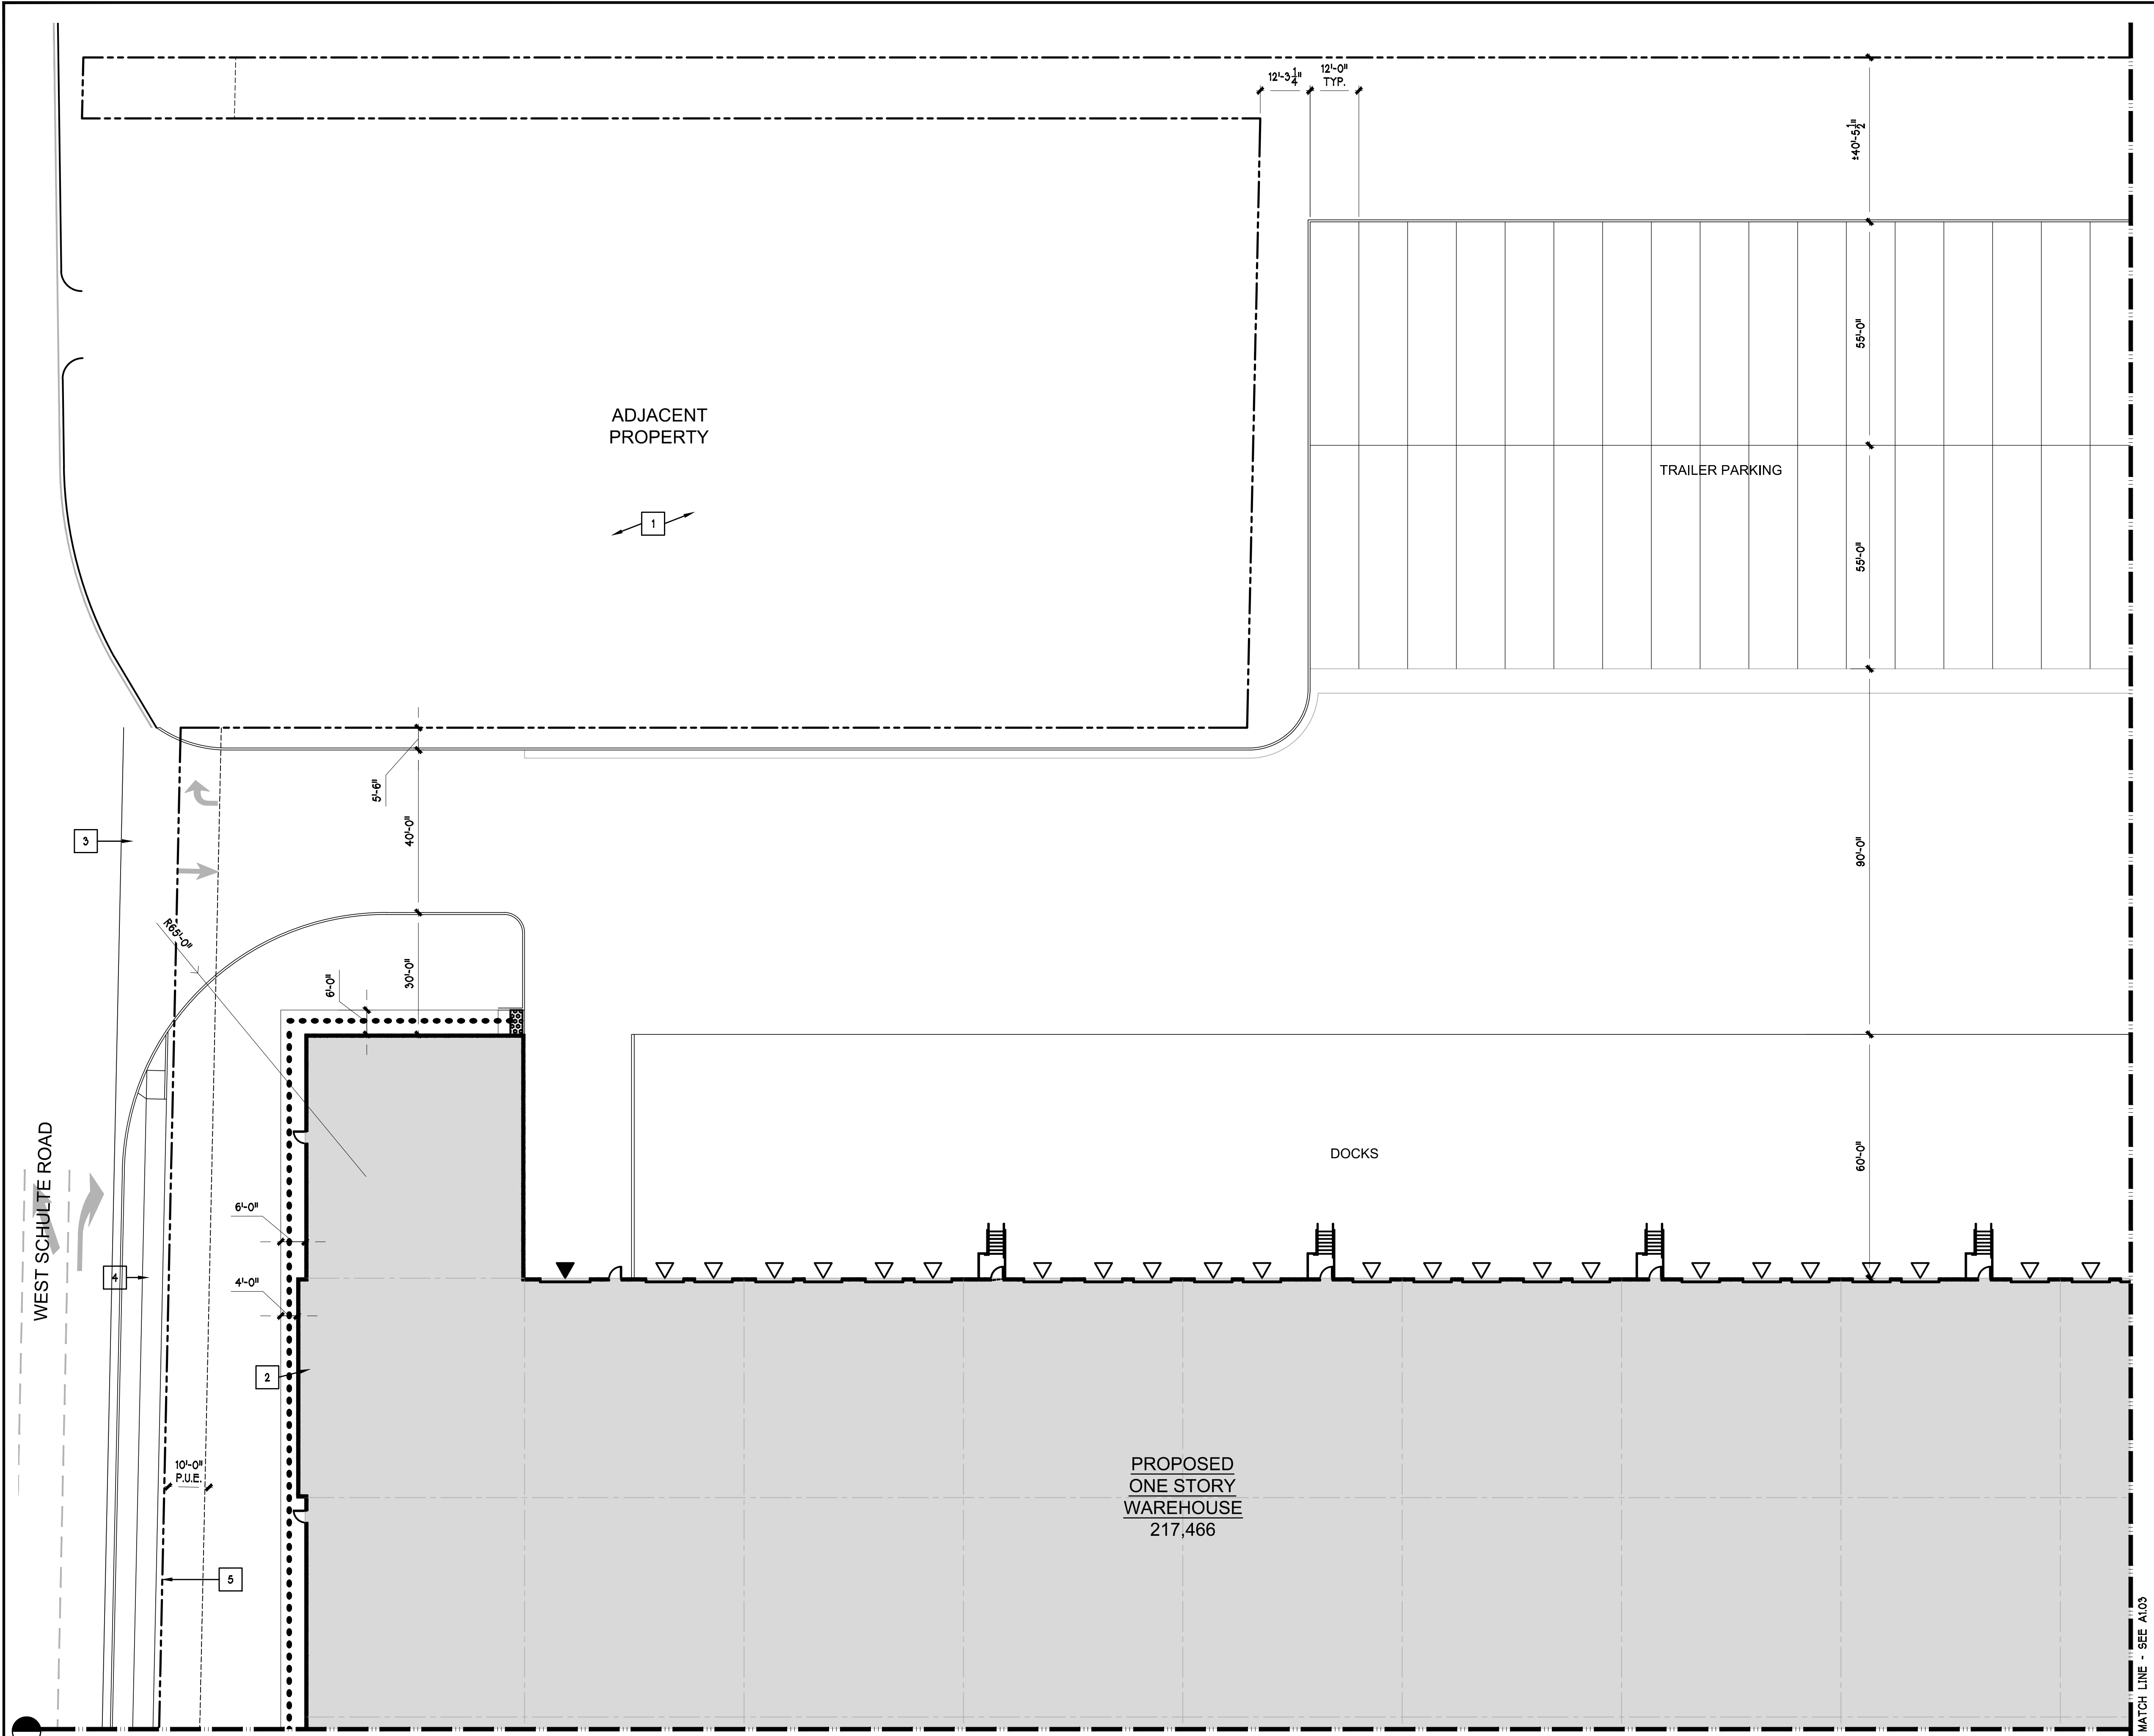 12'-3 1/4"
12'-0"
TYP.
±40'-5 1/2"
ADJACENT
PROPERTY
1
55'-0"
TRAILER PARKING
55'-0"
5'-6"
40'-0"
3
90'-0"
R65'-0"
6'-0"
30'-0"
WEST SCHULTE ROAD
DOCKS
60'-0"
6'-0"
4
4'-0"
2
10'-0"
P.U.E.
PROPOSED
ONE STORY
WAREHOUSE
217,466
5
MATCH LINE - SEE A1.03